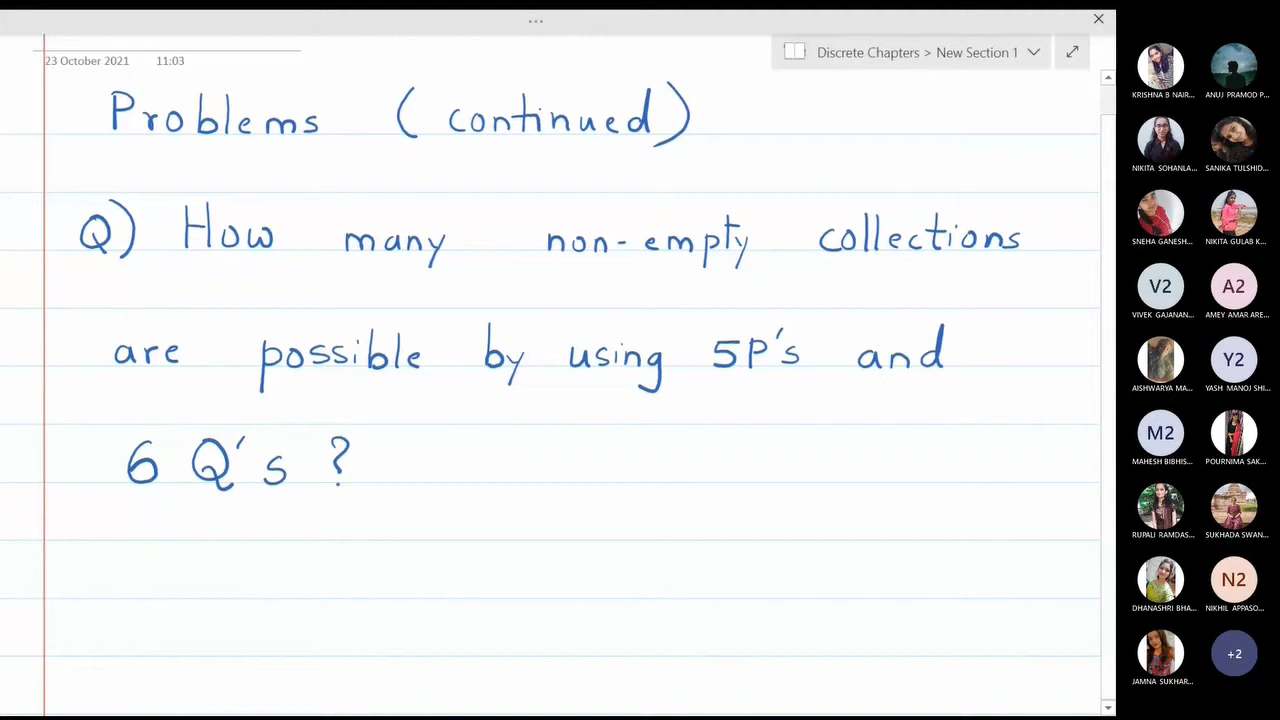 23 October 2021 11:03
Discrete Chapters > New Section 1
Problems (continued)
Q) How many non-empty collections
are possible by using 5P's and
6 Q's ?
KRISHNA B NAIR...
ANUJ PRAMOD P...
NIKITA SOHANLA...
SANIKA TULSHID...
SNEHA GANESH...
NIKITA GULAB K...
V2
A2
VIVEK GAJANAN...
AMEY AMAR ARE...
Y2
AISHWARYA MA...
YASH MANOJ SHI...
M2
MAHESH BIBHIS...
POURNIMA SAK...
RUPALI RAMDAS...
SUKHADA SWAN...
N2
DHANASHRI BHA...
NIKHIL APPASO...
+2
JAMNA SUKHAR...